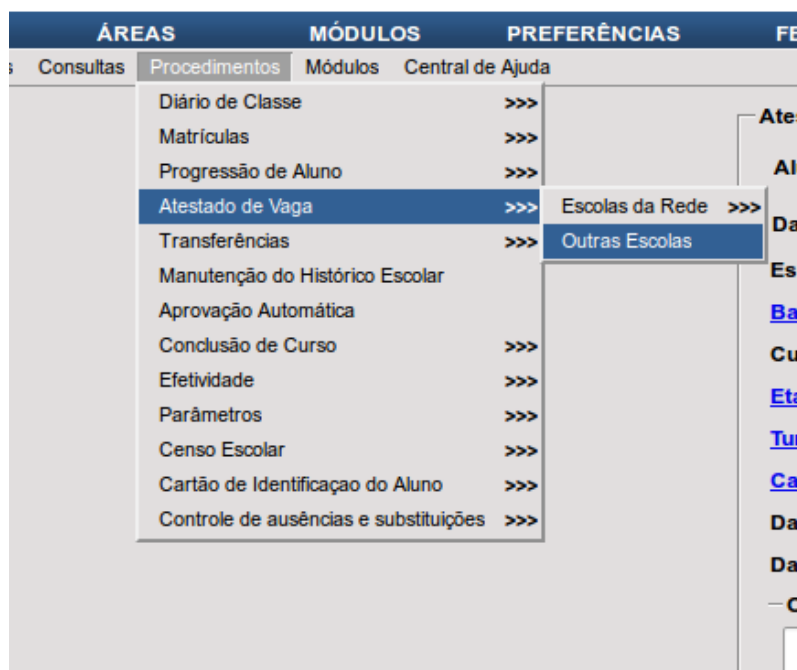 ÁREAS MÓDULOS PREFERÊNCIAS
Consultas Procedimentos Módulos Central de Ajuda
Diário de Classe >>>
Matrículas >>>
Progressão de Aluno >>>
Atestado de Vaga >>>
Escolas da Rede >>>
Outras Escolas
Transferências >>>
Manutenção do Histórico Escolar
Aprovação Automática
Conclusão de Curso >>>
Efetividade >>>
Parâmetros >>>
Censo Escolar >>>
Cartão de Identificaçao do Aluno >>>
Controle de ausências e substituições >>>